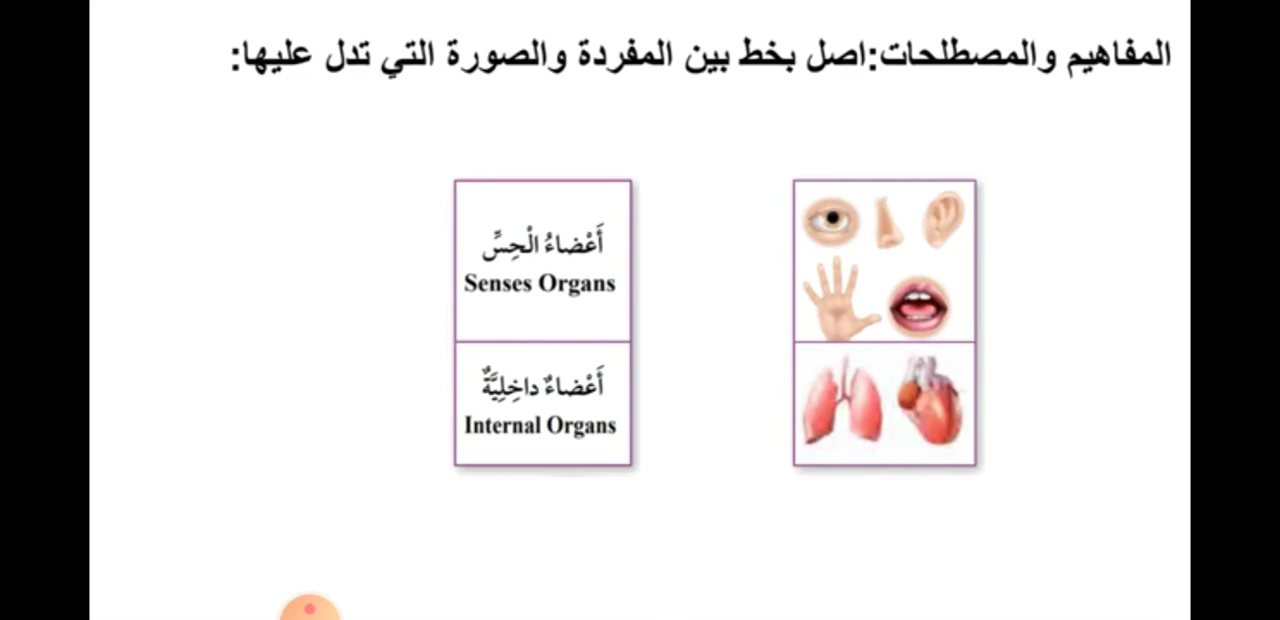 المفاهيم والمصطلحات:اصل بخط بين المفردة والصورة التي تدل عليها:
أَعْضاءُ الْحِسِّ
Senses Organs
أَعْضاءٌ داخِلِيَّةٌ
Internal Organs